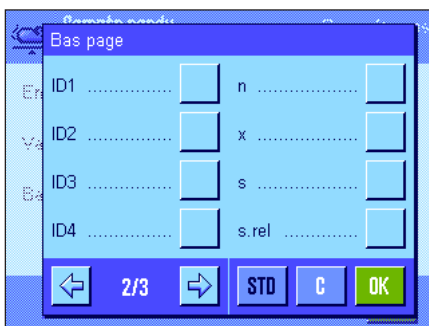 Bas page
ID1 ............... n ...............
ID2 ............... x ...............
ID3 ............... s ...............
ID4 ............... s.rel ...............
2/3 STD C OK